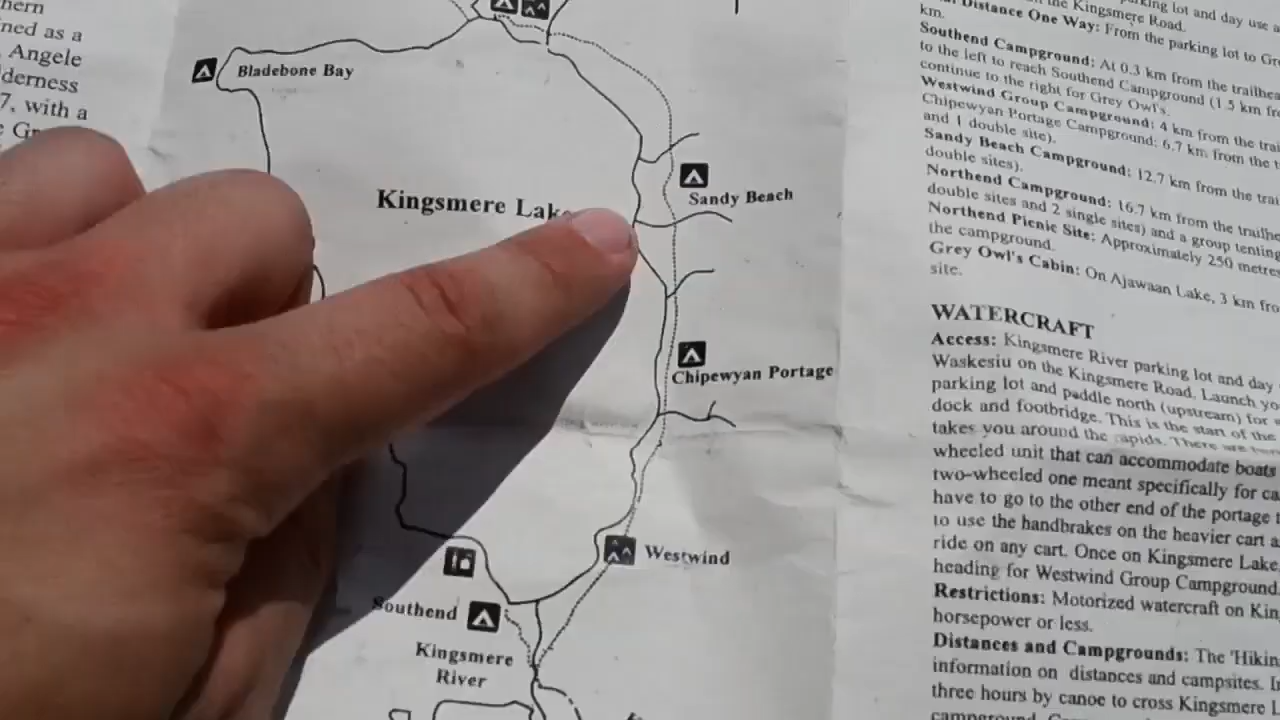 hern
ned as a
Angele
derness
7, with a
Bladebone Bay
Kingsmere Lake
Sandy Beach
Chipewyan Portage
Westwind
Southend
Kingsmere
River
parking lot and day use
the Kingsmere Road.
Distance One Way: From the parking lot to
km.
Southend Campground: At 0.3 km from the trailhea
to the left to reach Southend Campground (1.5 km
continue to the right for Grey Owl's.
Westwind Group Campground: 4 km from the trai
Chipewyan Portage Campground: 6.7 km from the
and 1 double site).
Sandy Beach Campground: 12.7 km from the trai
double sites).
Northend Campground: 16.7 km from the trailhe
double sites and 2 single sites) and a group tenting
Northend Picnic Site: Approximately 250 metres
the campground.
Grey Owl's Cabin: On Ajawaan Lake, 3 km fro
site.
WATERCRAFT
Access: Kingsmere River parking lot and day
Waskesiu on the Kingsmere Road. Launch yo
parking lot and paddle north (upstream) for
dock and footbridge. This is the start of the
takes you around the rapids. There are
wheeled unit that can accommodate boats
two-wheeled one meant specifically for ca
have to go to the other end of the portage
to use the handbrakes on the heavier cart a
ride on any cart. Once on Kingsmere Lake,
heading for Westwind Group Campground
Restrictions: Motorized watercraft on Kin
horsepower or less.
Distances and Campgrounds: The 'Hikin
information on distances and campsites. I
three hours by canoe to cross Kingsmere L
campground.